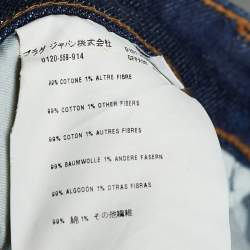 プラダ ジャパン株式会社
0120-559-914
99% COTONE 1% ALTRE FIBRE
99% COTTON 1% OTHER FIBERS
99% COTON 1% AUTRES FIBRES
99% BAUMWOLLE 1% ANDERE FASERN
99% ALGODÓN 1% OTRAS FIBRAS
99% 綿 1% その他繊維